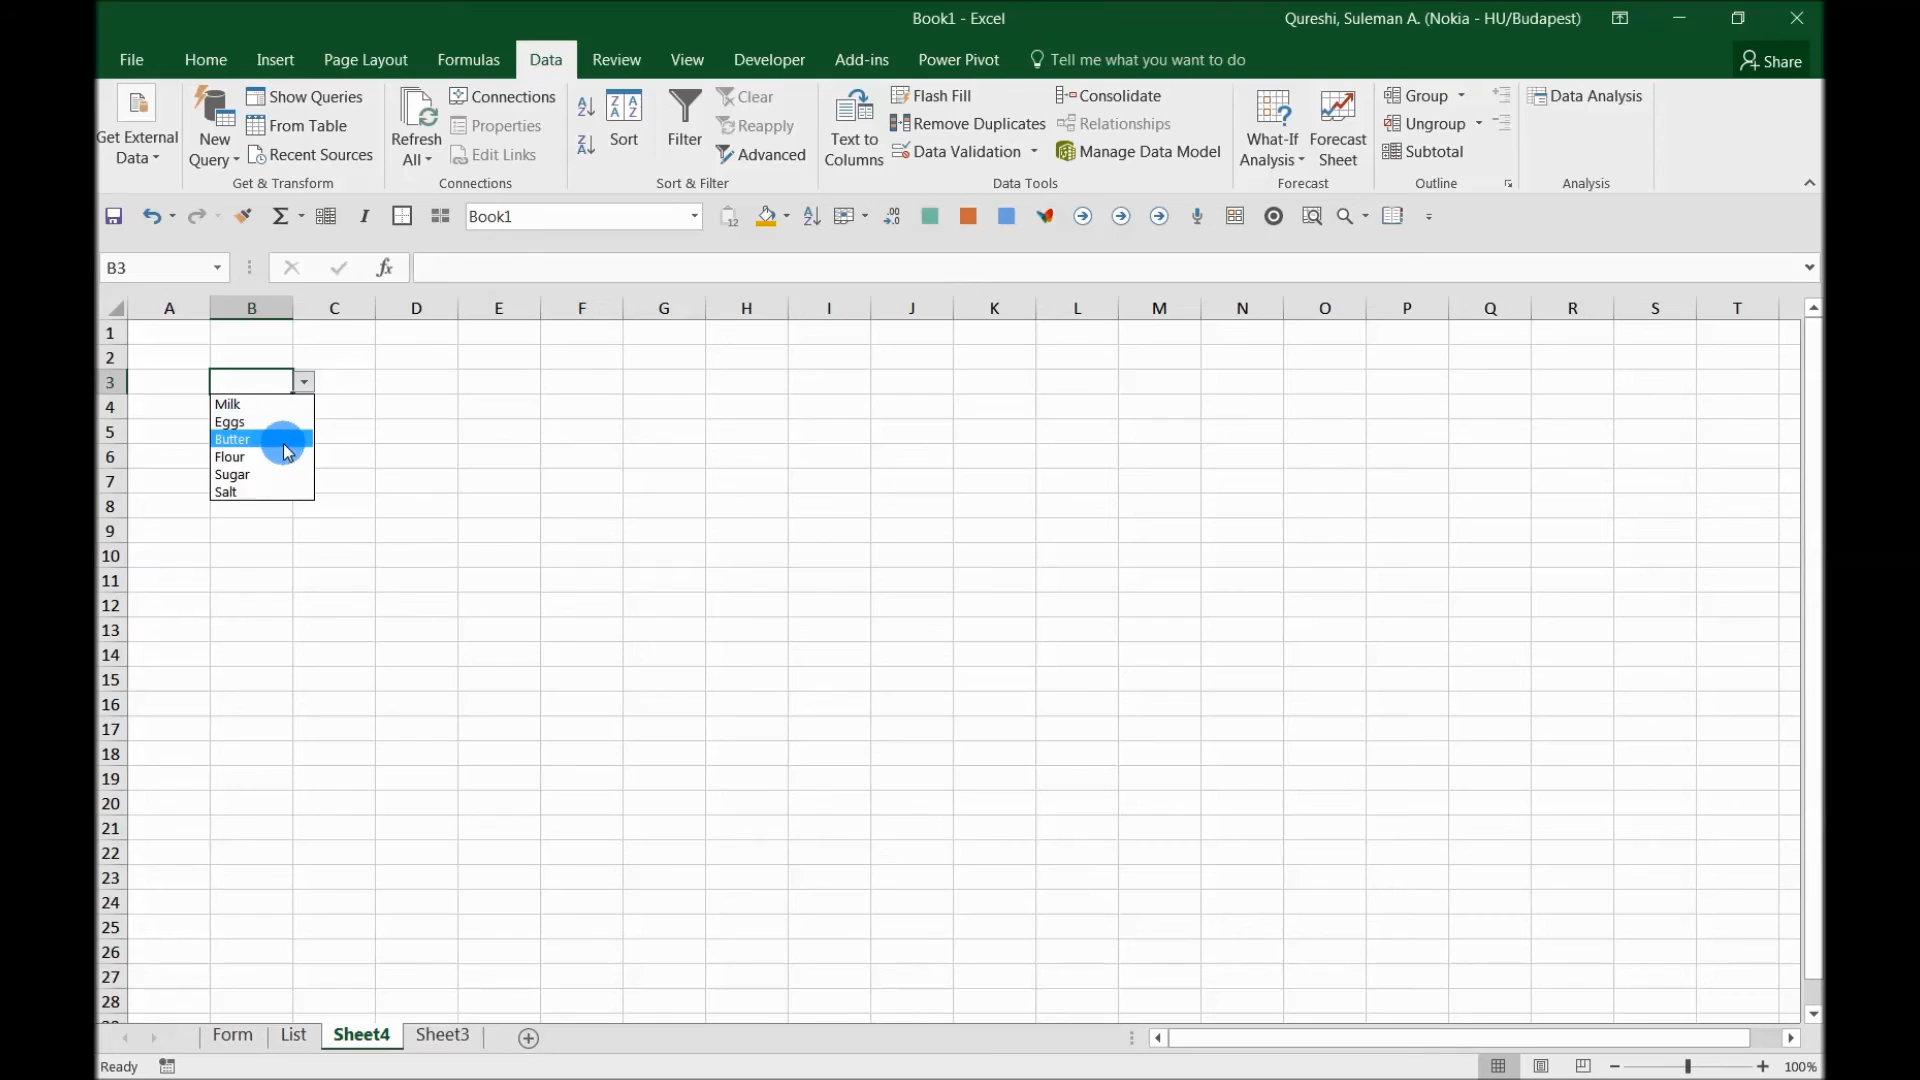 Book1 - Excel
Qureshi, Suleman A. (Nokia - HU/Budapest)
File Home Insert Page Layout Formulas Data Review View Developer Add-ins Power Pivot Tell me what you want to do Share
Get External Data
New Query
Show Queries
From Table
Recent Sources
Get & Transform
Refresh All
Connections
Properties
Edit Links
Connections
Sort
Filter
Clear
Reapply
Advanced
Sort & Filter
Text to Columns
Flash Fill
Remove Duplicates
Data Validation
Consolidate
Relationships
Manage Data Model
Data Tools
What-If Analysis
Forecast Sheet
Forecast
Group
Ungroup
Subtotal
Outline
Data Analysis
Analysis
Book1
B3
fx
A B C D E F G H I J K L M N O P Q R S T
1
2
3
4
5
6
7
8
9
10
11
12
13
14
15
16
17
18
19
20
21
22
23
24
25
26
27
28
Milk
Eggs
Butter
Flour
Sugar
Salt
Form List Sheet4 Sheet3
Ready
100%